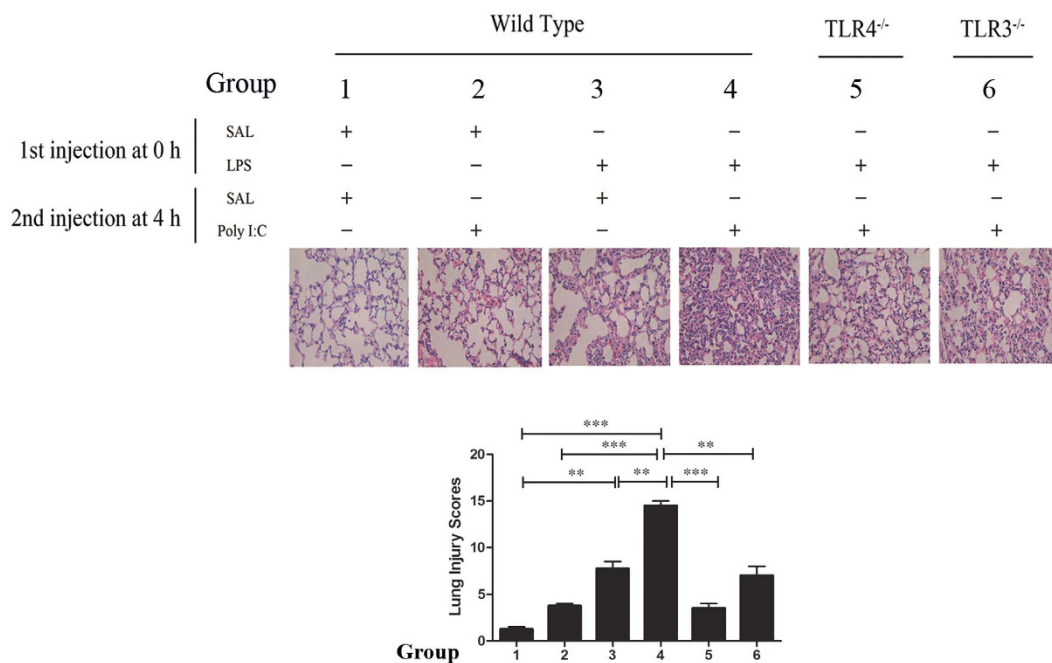 Wild Type TLR4-/- TLR3-/-
Group 1 2 3 4 5 6
1st injection at 0 h
SAL + + – – – –
LPS – – + + + +
2nd injection at 4 h
SAL + – + – – –
Poly I:C – + – + + +
***
*** **
** ** ***
Lung Injury Scores
20
15
10
5
0
Group 1 2 3 4 5 6